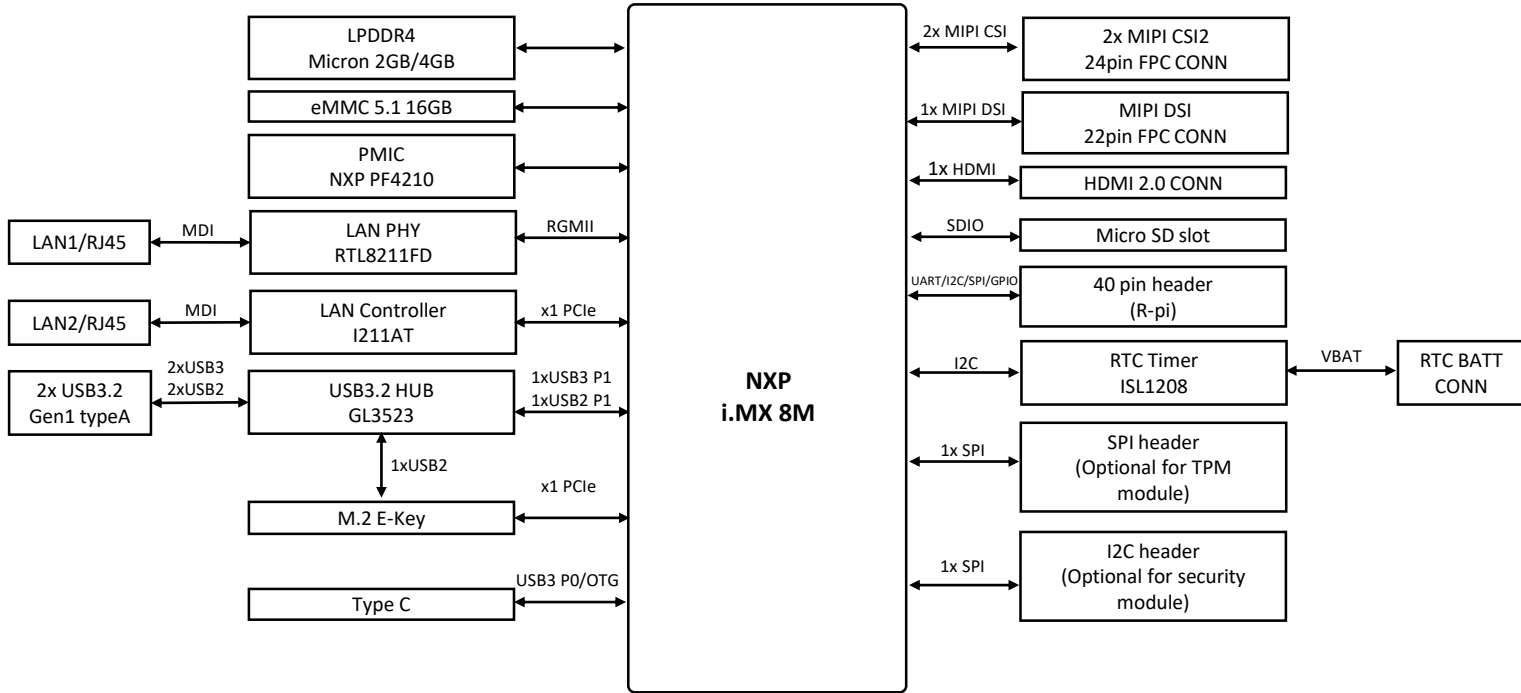 LPDDR4
Micron 2GB/4GB
eMMC 5.1 16GB
PMIC
NXP PF4210
LAN1/RJ45
MDI
LAN PHY
RTL8211FD
RGMII
LAN2/RJ45
MDI
LAN Controller
I211AT
x1 PCIe
2x USB3.2
Gen1 typeA
2xUSB3
2xUSB2
USB3.2 HUB
GL3523
1xUSB3 P1
1xUSB2 P1
1xUSB2
M.2 E-Key
x1 PCIe
Type C
USB3 P0/OTG
NXP
i.MX 8M
2x MIPI CSI
2x MIPI CSI2
24pin FPC CONN
1x MIPI DSI
MIPI DSI
22pin FPC CONN
1x HDMI
HDMI 2.0 CONN
SDIO
Micro SD slot
UART/I2C/SPI/GPIO
40 pin header
(R-pi)
I2C
RTC Timer
ISL1208
VBAT
RTC BATT
CONN
1x SPI
SPI header
(Optional for TPM
module)
1x SPI
I2C header
(Optional for security
module)